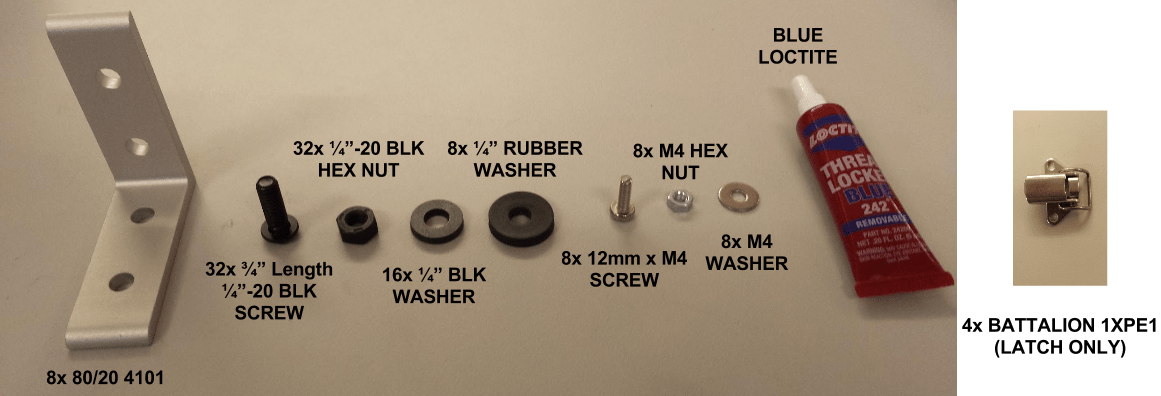 BLUE
LOCTITE
32x ¼”-20 BLK
HEX NUT
8x ¼” RUBBER
WASHER
8x M4 HEX
NUT
32x ¾” Length
¼”-20 BLK
SCREW
16x ¼” BLK
WASHER
8x 12mm x M4
SCREW
8x M4
WASHER
8x 80/20 4101
LOCTITE
THREAD
LOCKER
BLUE
242
REMOVABLE
4x BATTALION 1XPE1
(LATCH ONLY)